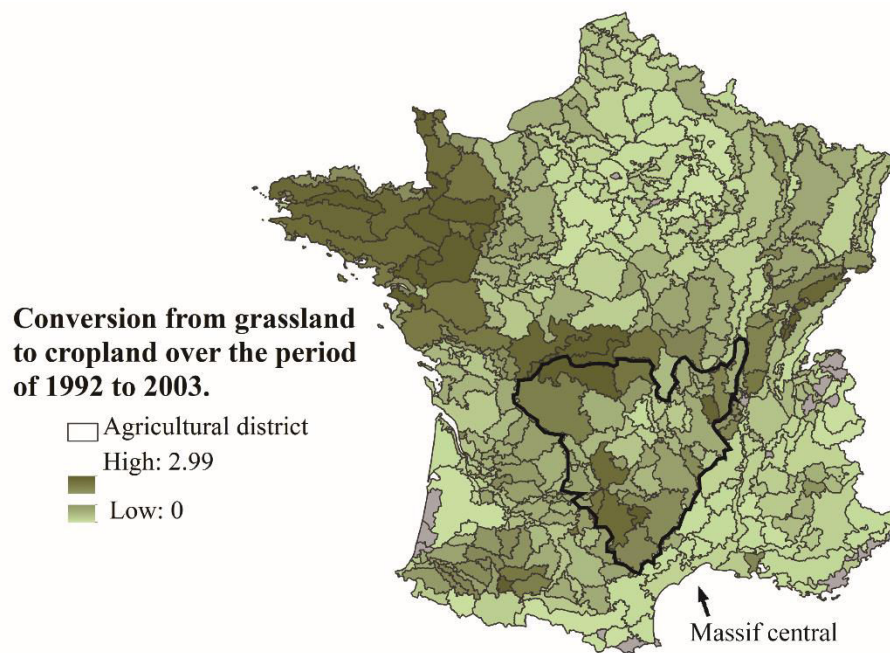 Conversion from grassland
to cropland over the period
of 1992 to 2003.
Agricultural district
High: 2.99
Low: 0
Massif central